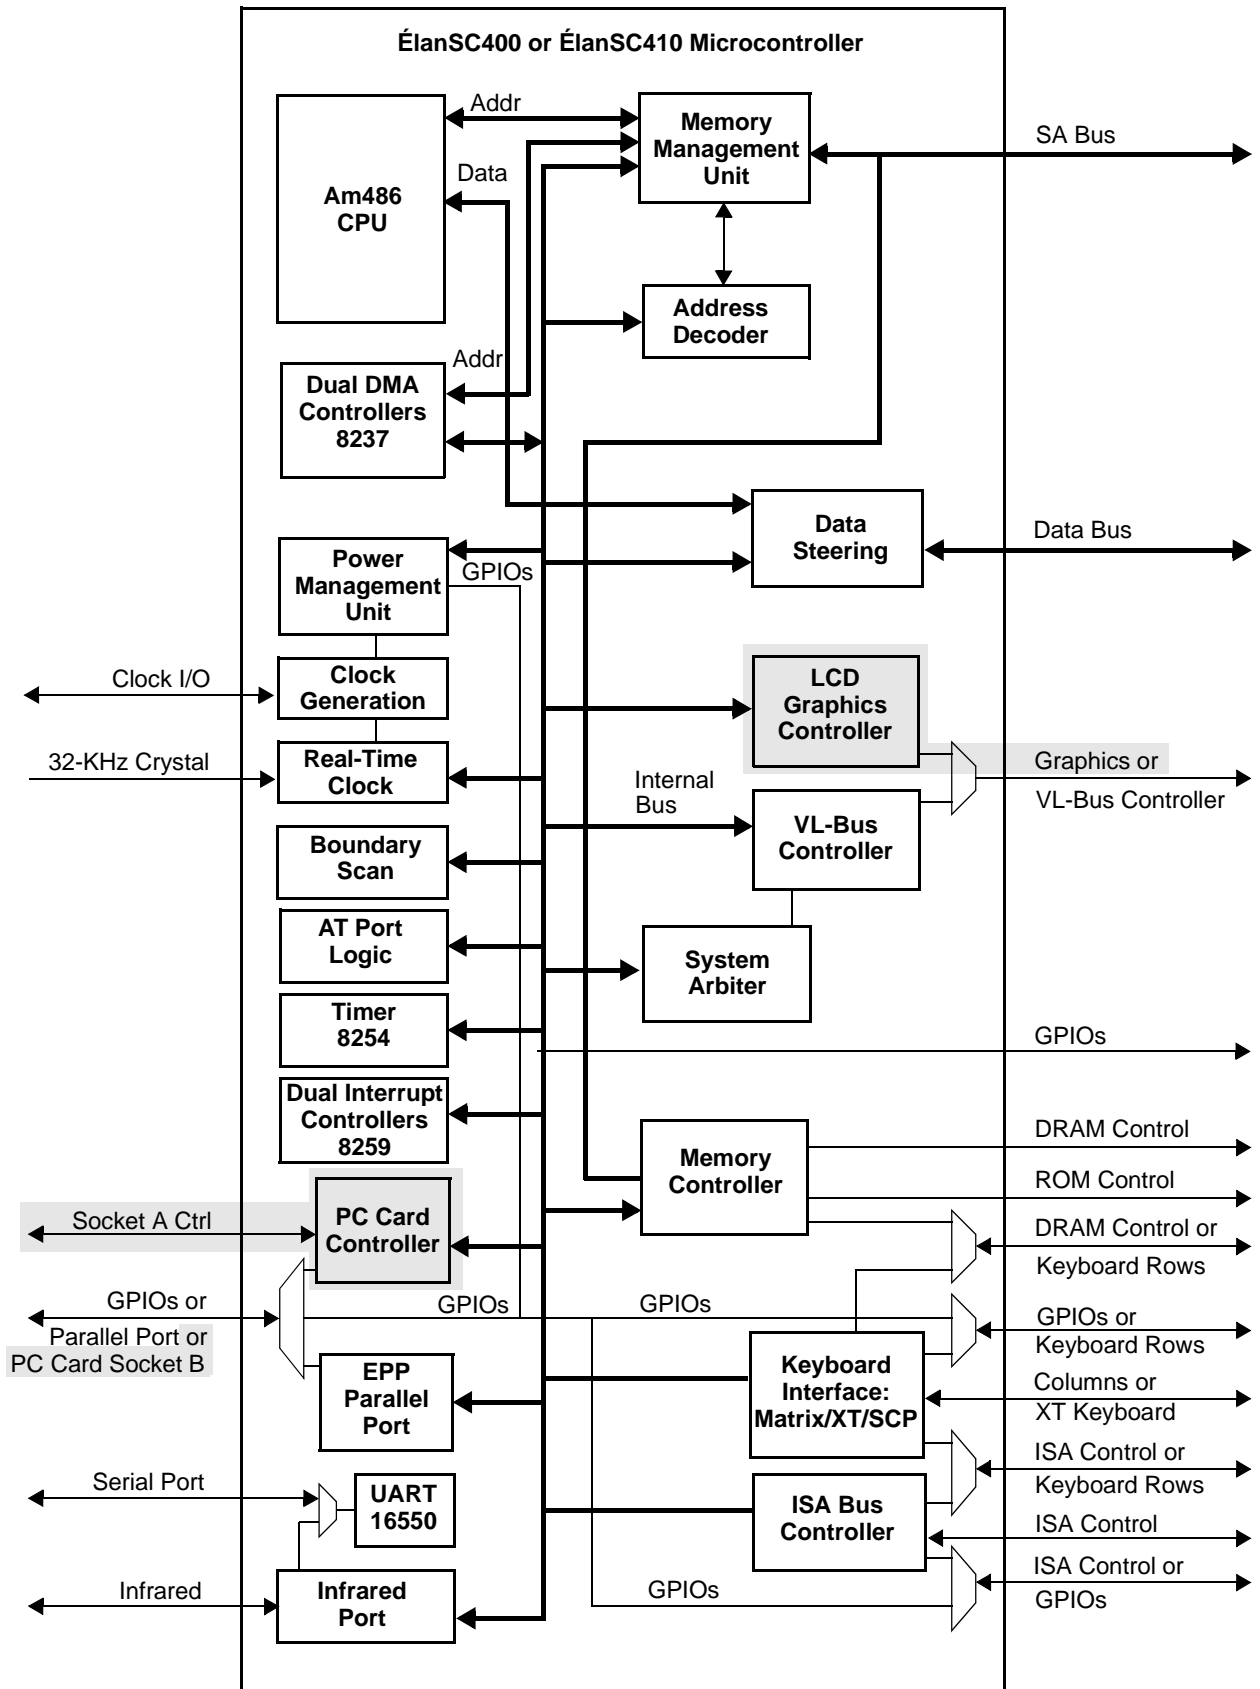 ÉlanSC400 or ÉlanSC410 Microcontroller
Addr
Memory
Management
Unit
SA Bus
Data
Am486
CPU
Address
Decoder
Addr
Dual DMA
Controllers
8237
Data
Steering
Data Bus
Power
Management
Unit
GPIOs
Clock I/O
Clock
Generation
LCD
Graphics
Controller
32-KHz Crystal
Real-Time
Clock
Graphics or
VL-Bus Controller
Internal
Bus
VL-Bus
Controller
Boundary
Scan
AT Port
Logic
System
Arbiter
Timer
8254
GPIOs
Dual Interrupt
Controllers
8259
Memory
Controller
DRAM Control
ROM Control
Socket A Ctrl
PC Card
Controller
DRAM Control or
Keyboard Rows
GPIOs or
Parallel Port or
PC Card Socket B
GPIOs
GPIOs
GPIOs or
Keyboard Rows
EPP
Parallel
Port
Keyboard
Interface:
Matrix/XT/SCP
Columns or
XT Keyboard
ISA Control or
Keyboard Rows
Serial Port
UART
16550
ISA Bus
Controller
ISA Control
Infrared
Infrared
Port
GPIOs
ISA Control or
GPIOs